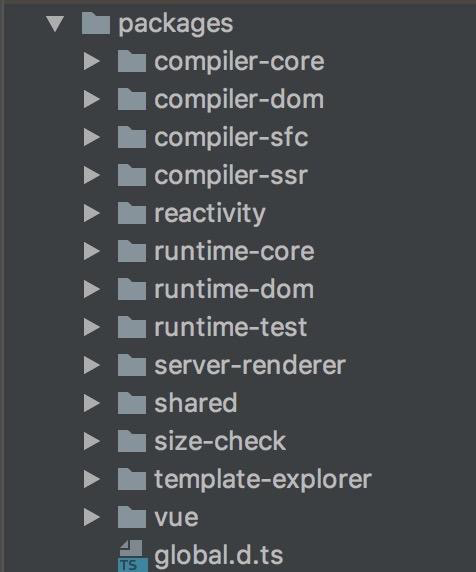 packages
compiler-core
compiler-dom
compiler-sfc
compiler-ssr
reactivity
runtime-core
runtime-dom
runtime-test
server-renderer
shared
size-check
template-explorer
vue
TS global.d.ts